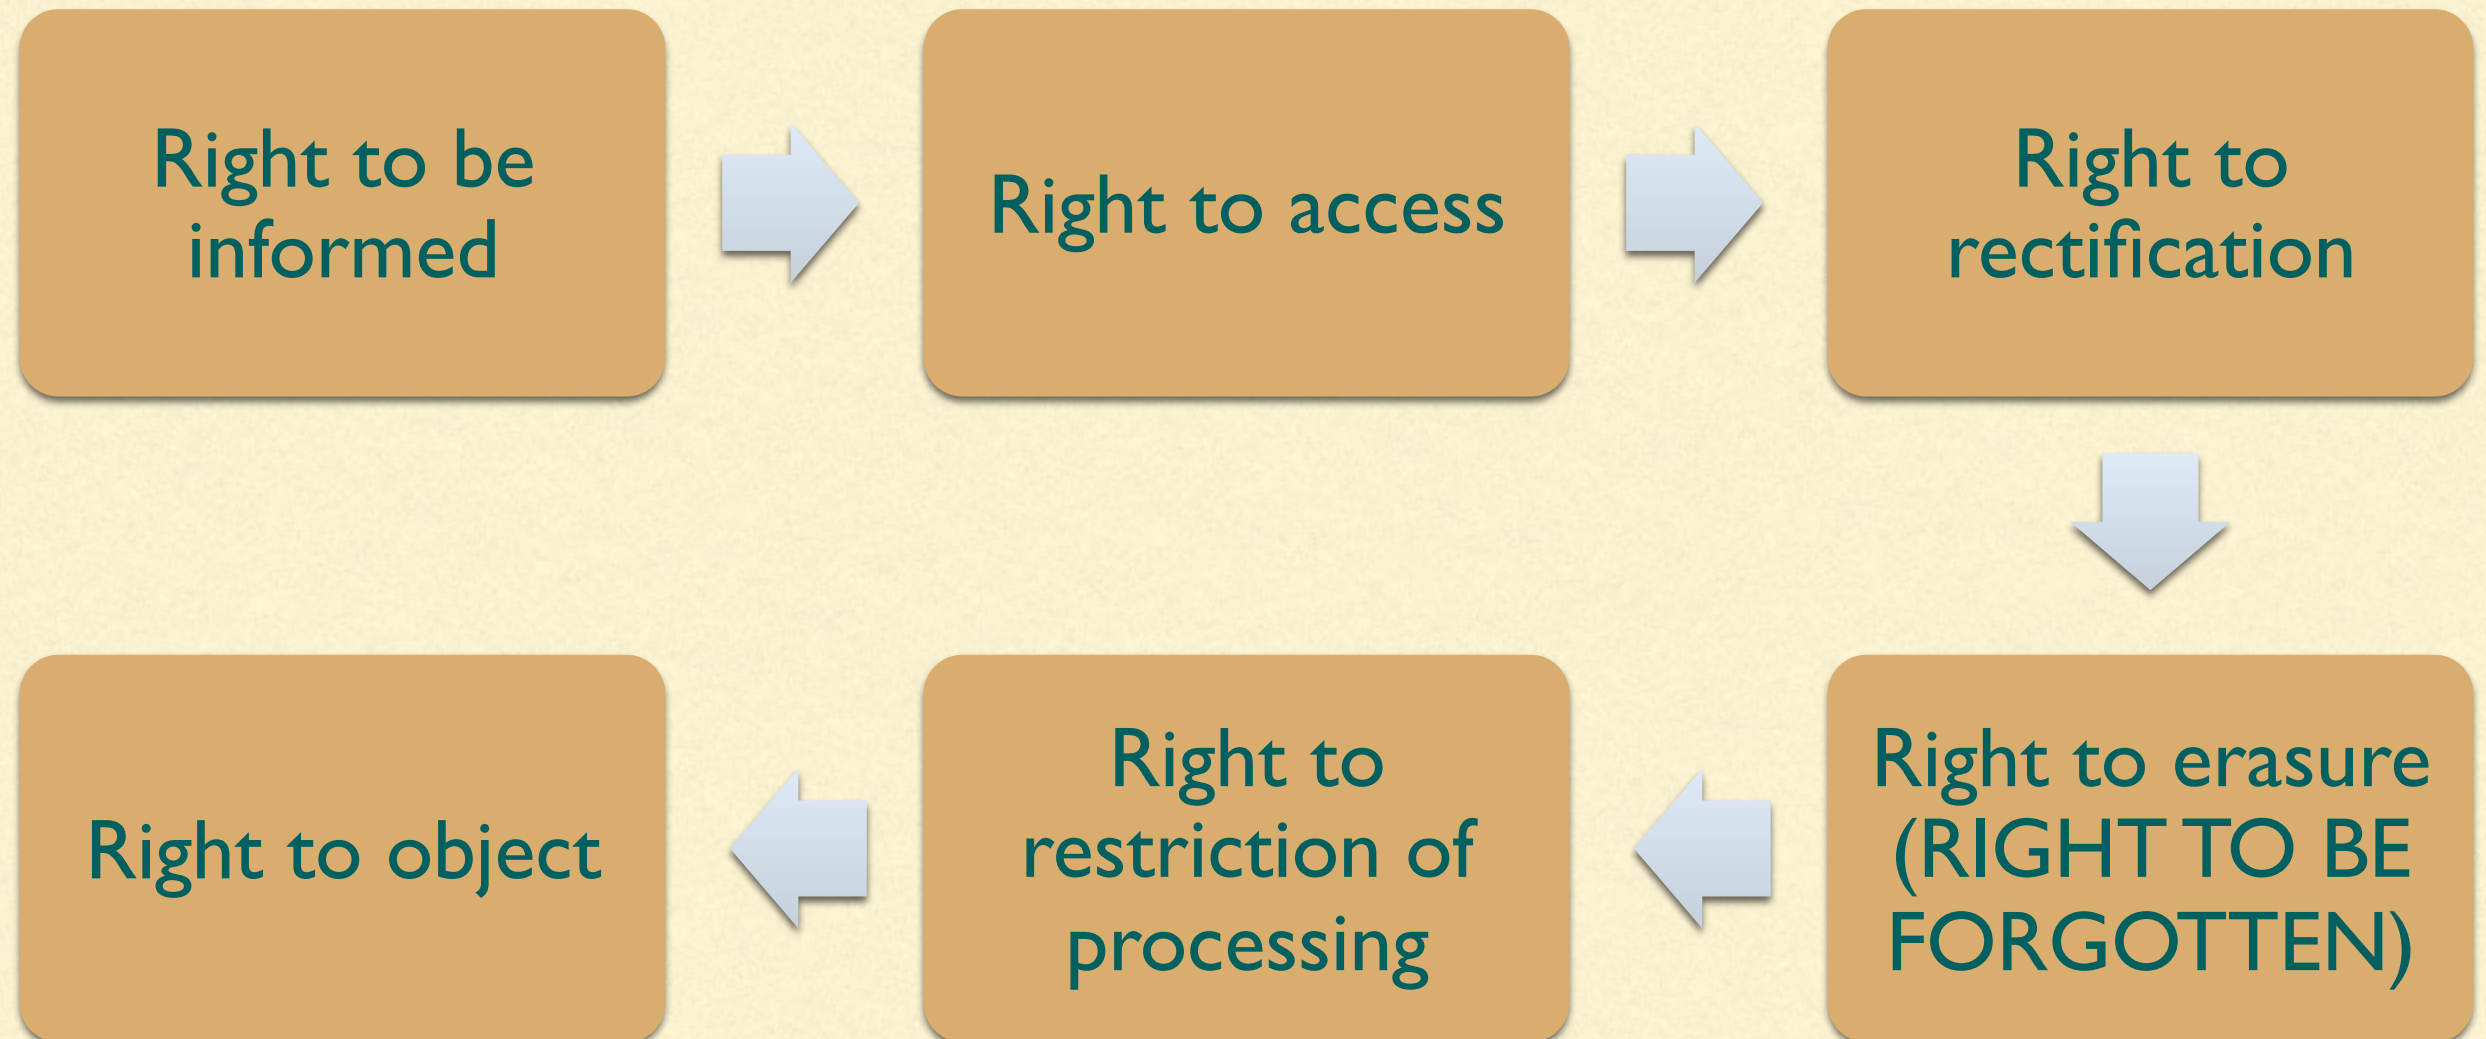 Right to be
informed
Right to access
Right to
rectification
Right to erasure
(RIGHT TO BE
FORGOTTEN)
Right to
restriction of
processing
Right to object